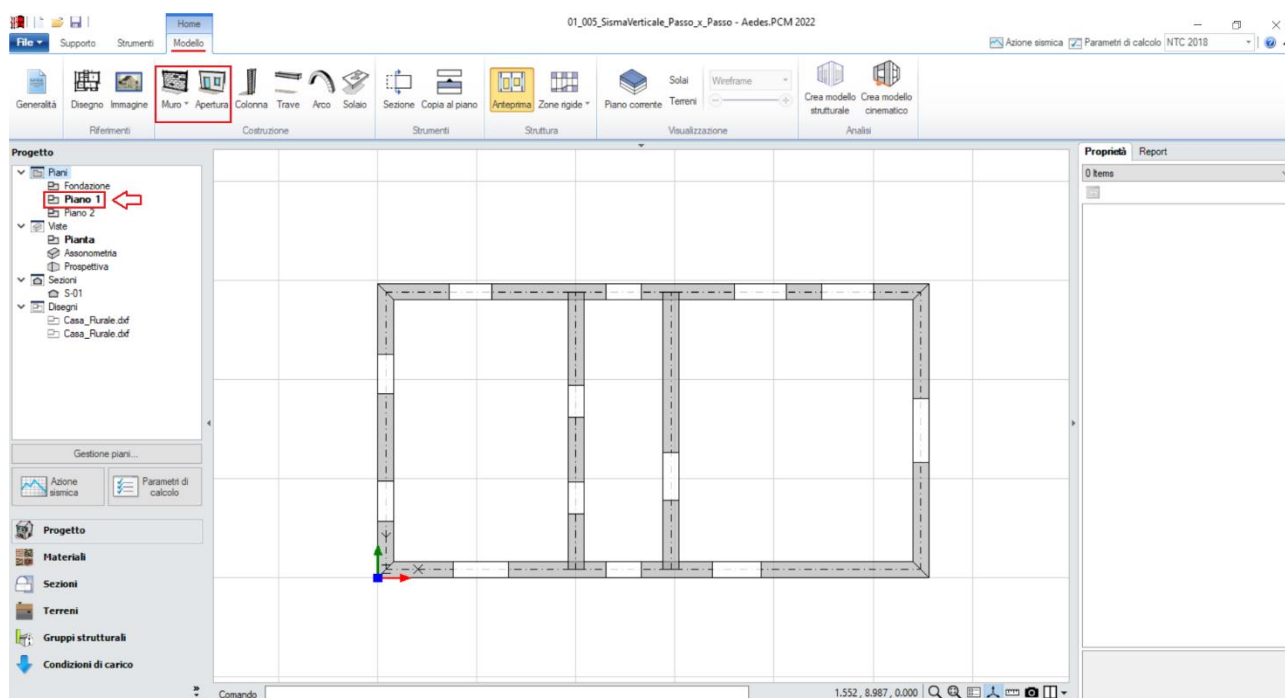 01_005_SismaVerticale_Passo_x_Passo - Aedes.PCM 2022
Home
File Supporto Strumenti Modello
Azione sismica Parametri di calcolo NTC 2018
Generalità Disegno Immagine Muro Apertura Colonna Trave Arco Solaio Sezione Copia al piano Anteprima Zone rigide Piano corrente
Solai Wireframe
Terreni
Crea modello strutturale
Crea modello cinematico
Riferimenti Costruzione Strumenti Struttura Visualizzazione Analisi
Progetto
Piani
Fondazione
Piano 1
Piano 2
Viste
Pianta
Assonometria
Prospettiva
Sezioni
S-01
Disegni
Casa_Rurale.dxf
Casa_Rurale.dxf
Gestione piani...
Azione sismica
Parametri di calcolo
Progetto
Materiali
Sezioni
Terreni
Gruppi strutturali
Condizioni di carico
Proprietà Report
0 Items
Comando
1.552 , 8.987 , 0.000